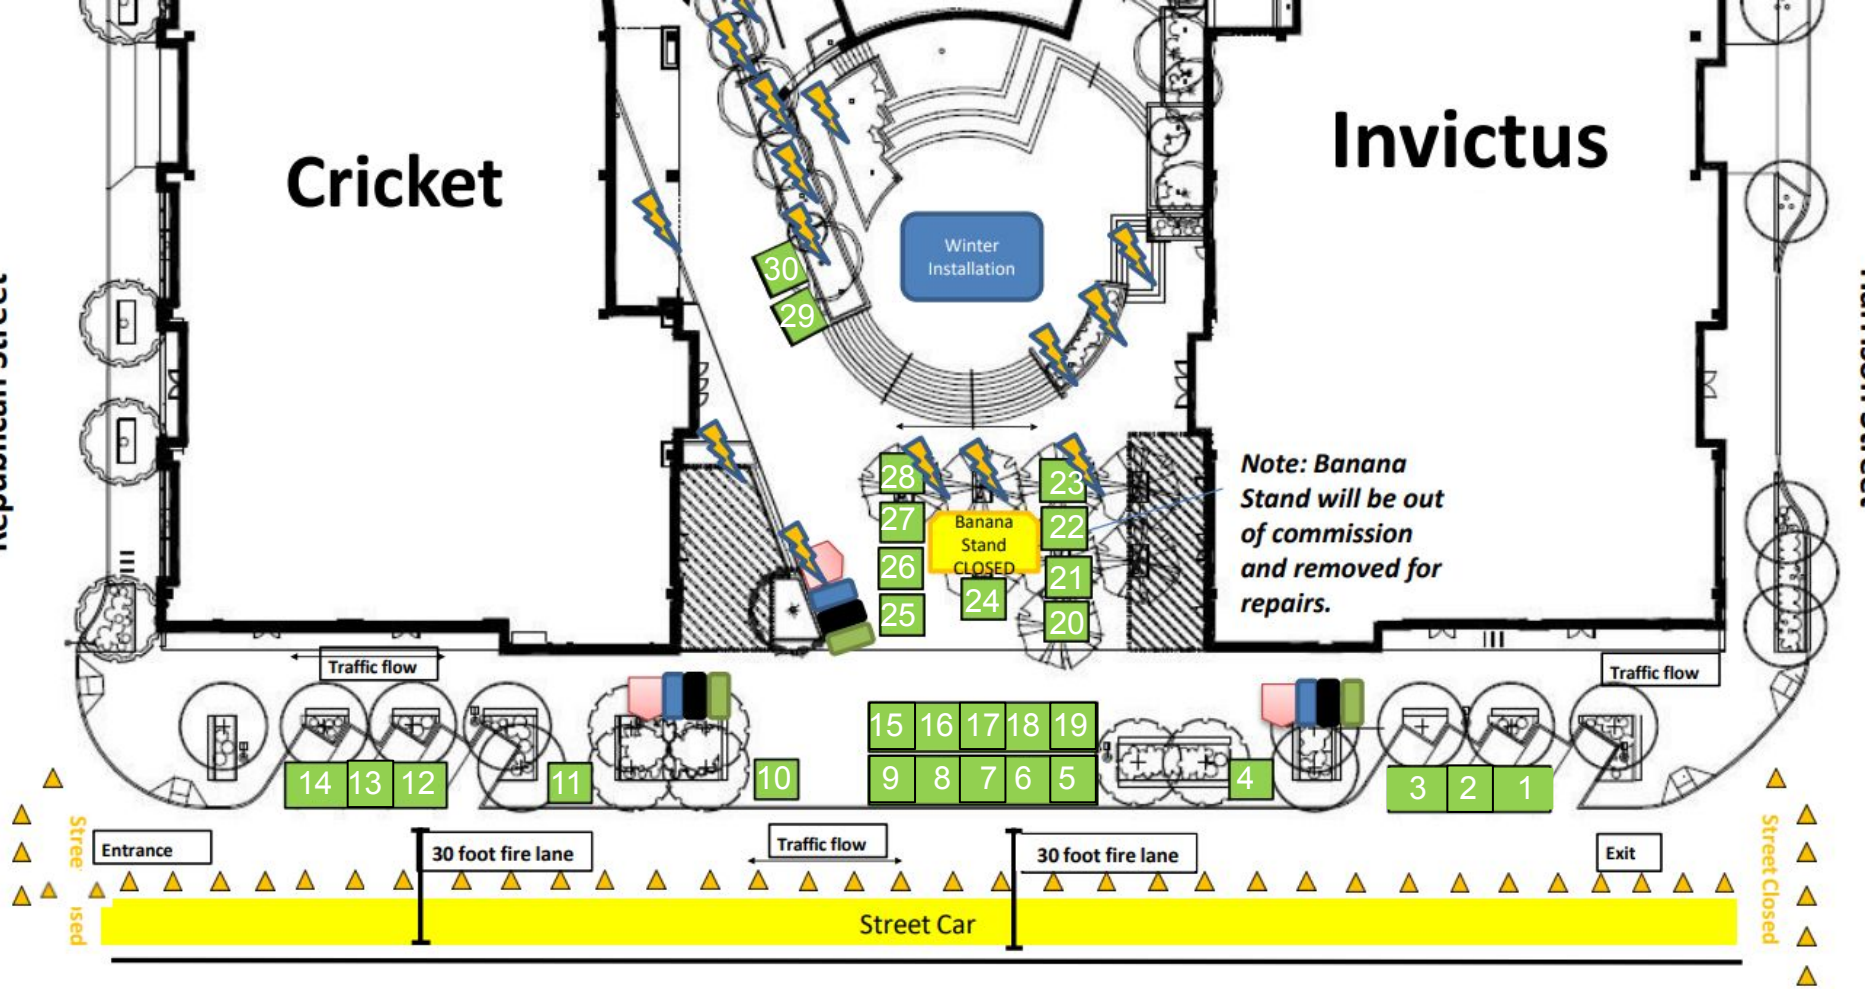 Cricket
Invictus
Winter
Installation
30
29
Note: Banana
Stand will be out
of commission
and removed for
repairs.
28
23
27
Banana
Stand
CLOSED
22
26
21
25
24
20
Traffic flow
Traffic flow
15 16 17 18 19
14 13 12
11
10
9 8 7 6 5
4
3 2 1
Entrance
30 foot fire lane
Traffic flow
30 foot fire lane
Exit
Street Car
Street Closed